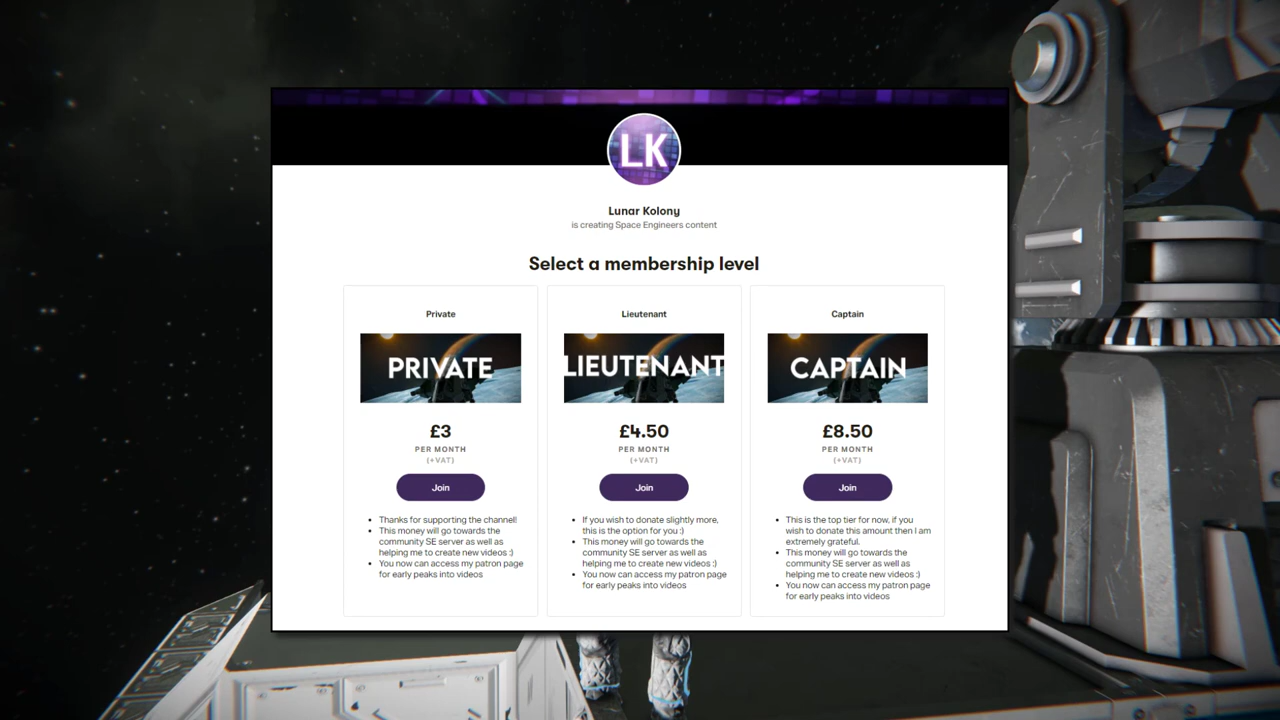 LK
Lunar Kolony
is creating Space Engineers content
Select a membership level
Private
PRIVATE
£3
PER MONTH
(+VAT)
Join
Thanks for supporting the channel!
This money will go towards the
community SE server as well as
helping me to create new videos :)
You now can access my patron page
for early peaks into videos
Lieutenant
LIEUTENANT
£4.50
PER MONTH
(+VAT)
Join
If you wish to donate slightly more,
this is the option for you :)
This money will go towards the
community SE server as well as
helping me to create new videos :)
You now can access my patron page
for early peaks into videos
Captain
CAPTAIN
£8.50
PER MONTH
(+VAT)
Join
This is the top tier for now, if you
wish to donate this amount then I am
extremely grateful.
This money will go towards the
community SE server as well as
helping me to create new videos :)
You now can access my patron page
for early peaks into videos